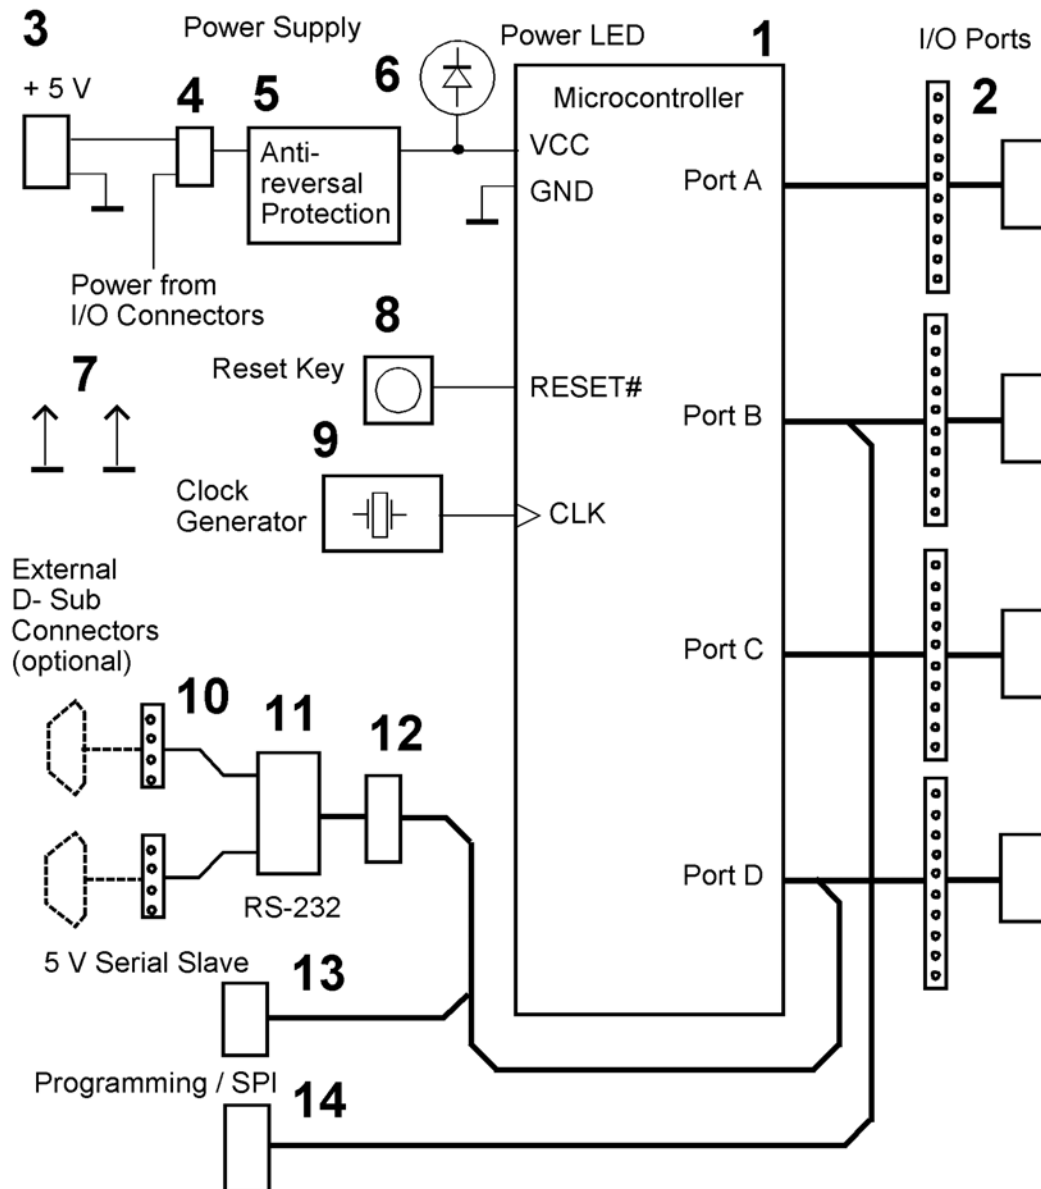 3
Power Supply
Power LED
1
I/O Ports
+ 5 V
4
5
6
2
Microcontroller
Anti-
reversal
Protection
VCC
GND
Port A
Power from
I/O Connectors
8
7
Reset Key
RESET#
Port B
9
Clock
Generator
CLK
External
D- Sub
Connectors
(optional)
Port C
10
11
12
Port D
RS-232
5 V Serial Slave
13
Programming / SPI
14